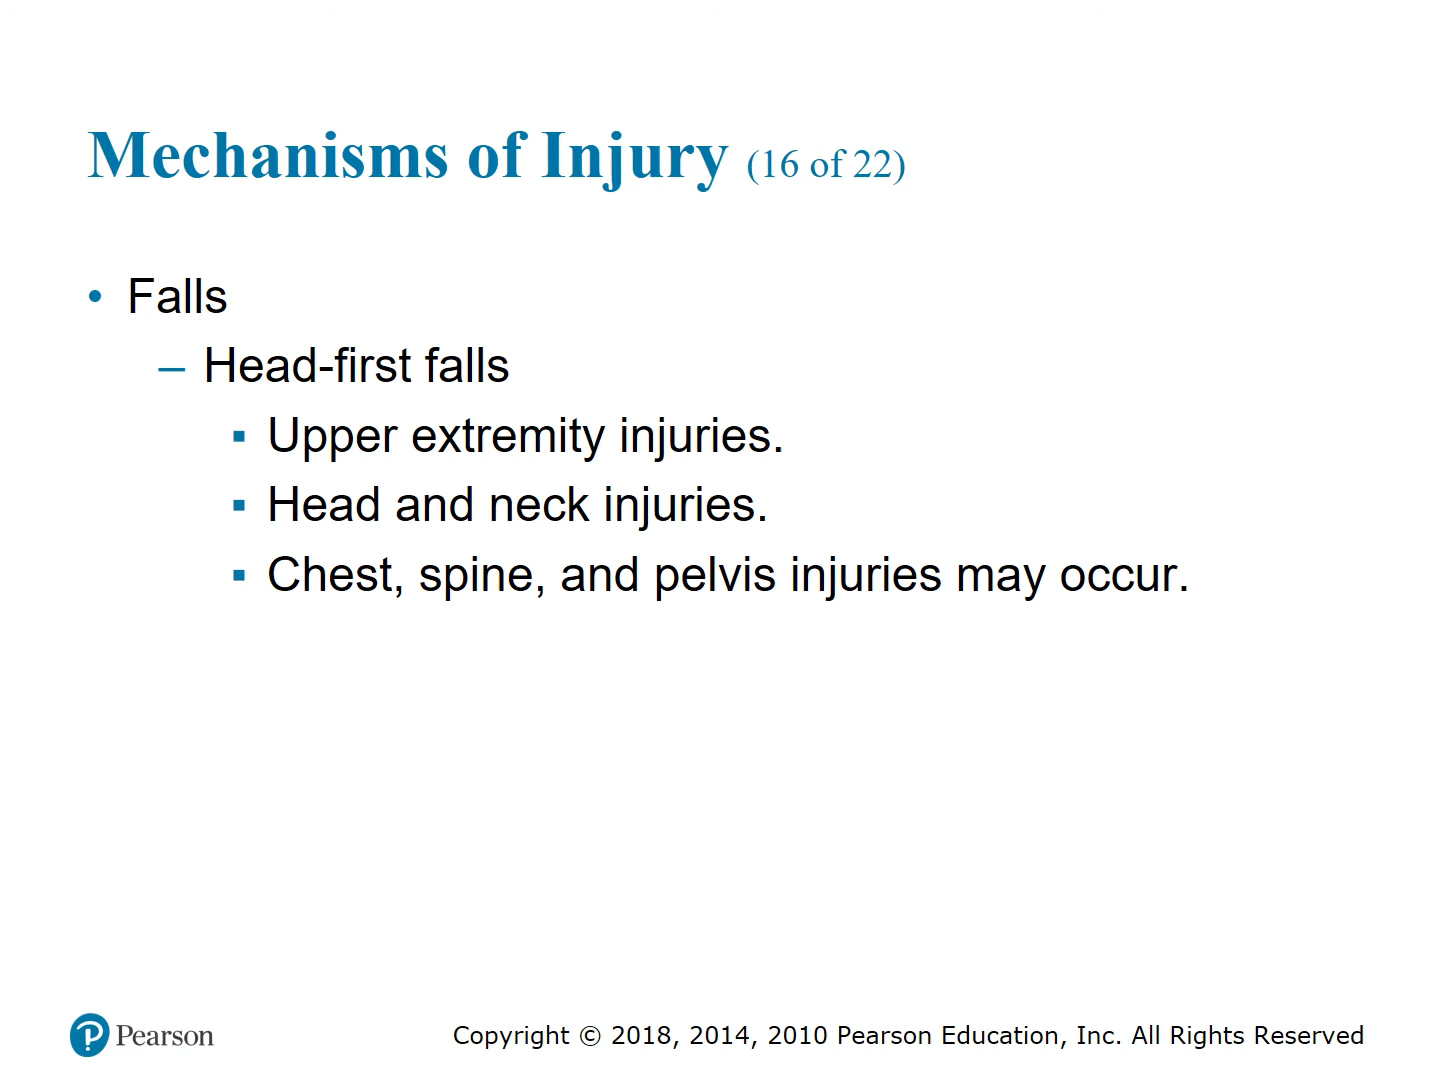 Mechanisms of Injury (16 of 22)
• Falls
– Head-first falls
▪ Upper extremity injuries.
▪ Head and neck injuries.
▪ Chest, spine, and pelvis injuries may occur.
Pearson
Copyright © 2018, 2014, 2010 Pearson Education, Inc. All Rights Reserved